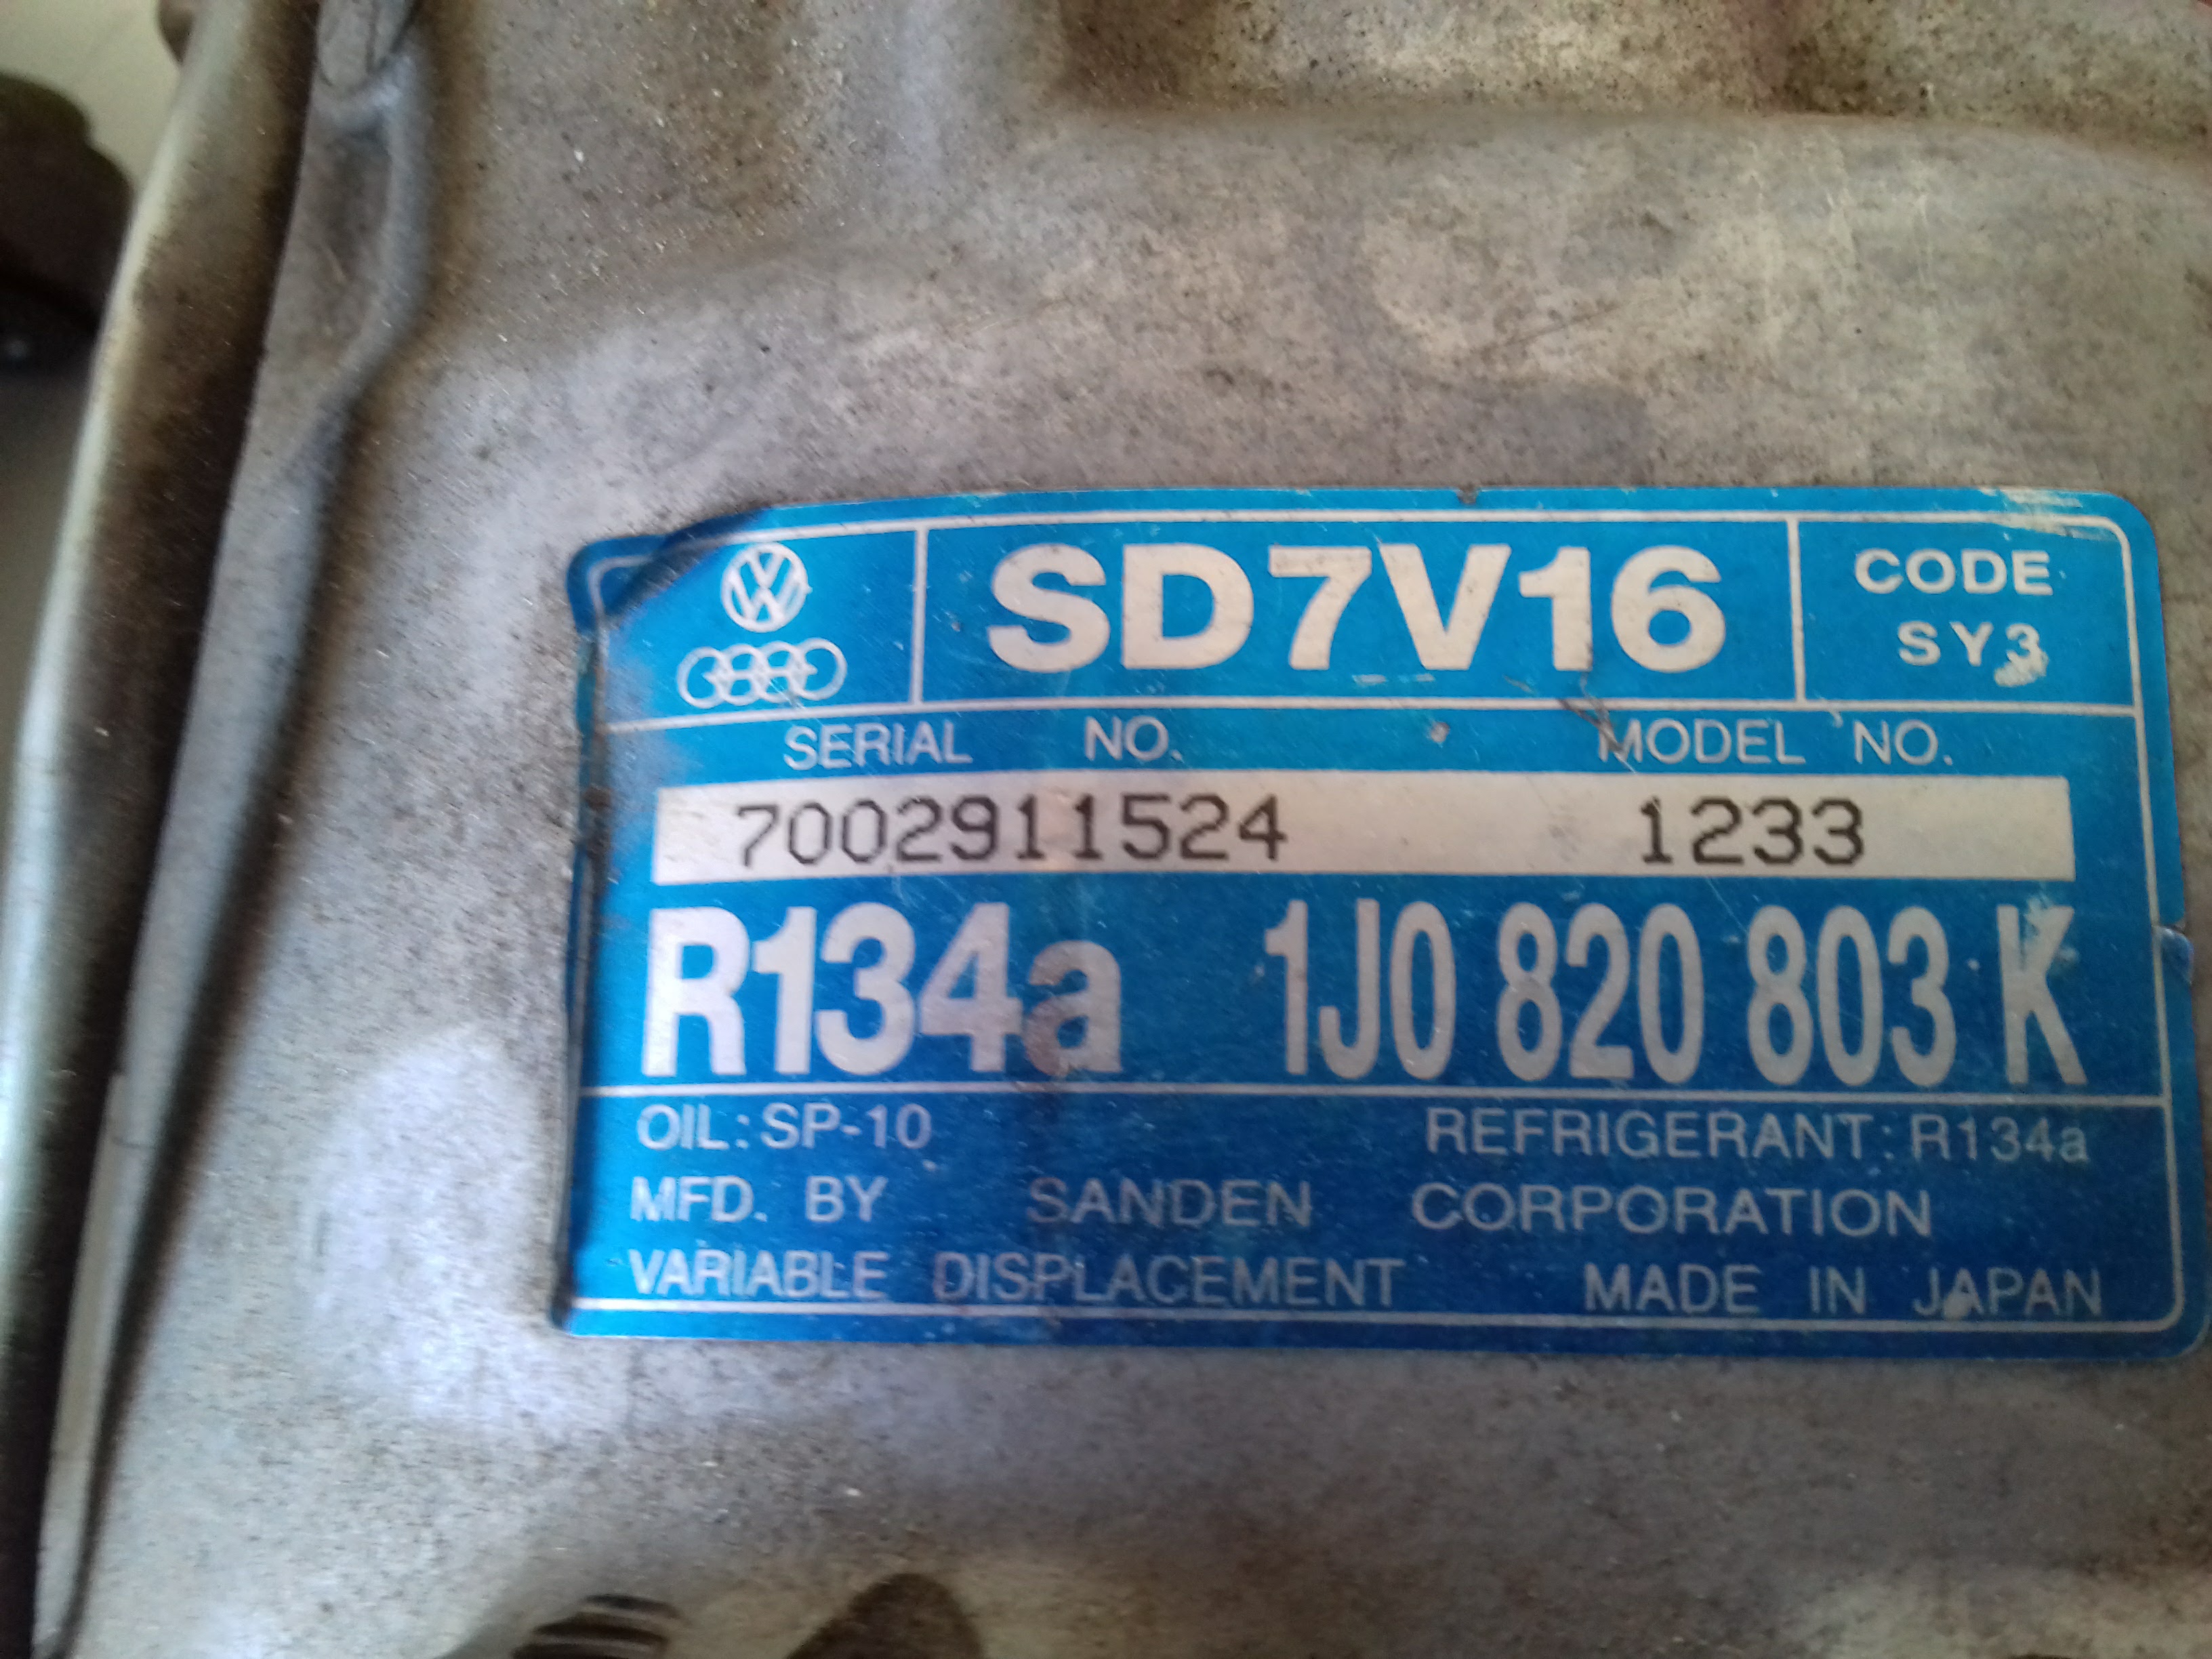 SD7V16
CODE
SY3
SERIAL NO. MODEL NO.
7002911524 1233
R134a 1J0 820 803 K
OIL: SP-10 REFRIGERANT: R134a
MFD. BY SANDEN CORPORATION
VARIABLE DISPLACEMENT MADE IN JAPAN